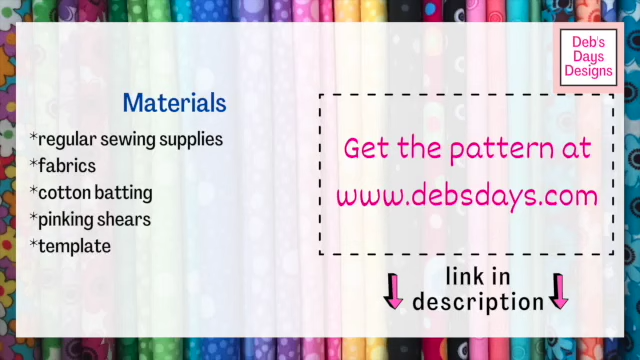 Deb's
Days
Designs
Materials
*regular sewing supplies
*fabrics
*cotton batting
*pinking shears
*template
Get the pattern at
www.debsdays.com
link in
description